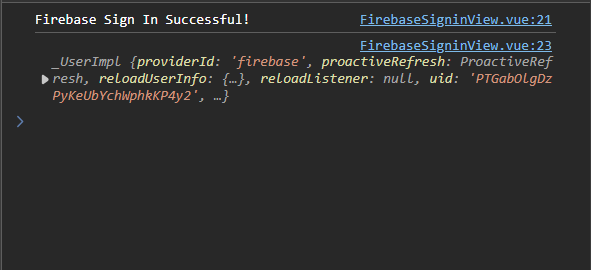 Firebase Sign In Successful! FirebaseSigninView.vue:21
FirebaseSigninView.vue:23
_UserImpl {providerId: 'firebase', proactiveRefresh: ProactiveRef
resh, reloadUserInfo: {…}, reloadListener: null, uid: 'PTGabOlgDz
PyKeUbYchWphkKP4y2', …}